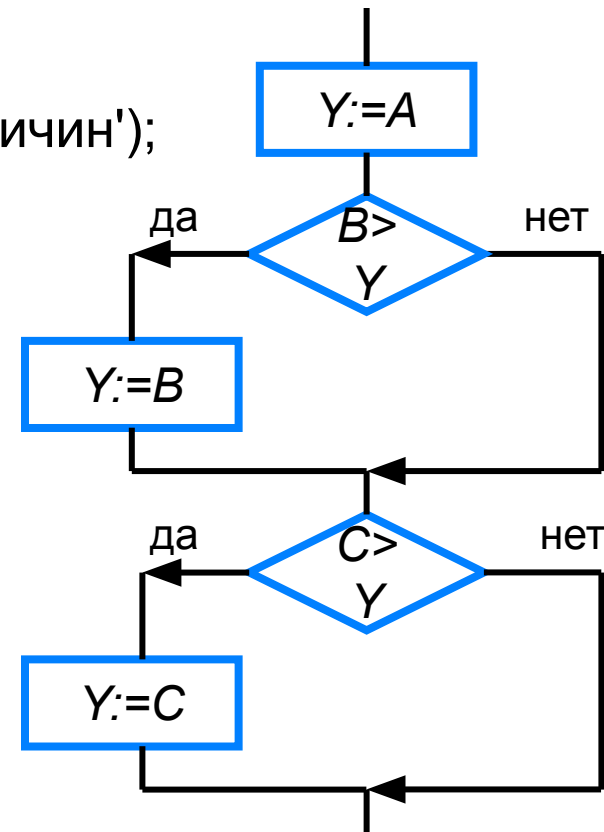 Y:=A
ичин');
да
B>
нет
Y
Y:=B
да
C>
нет
Y
Y:=C